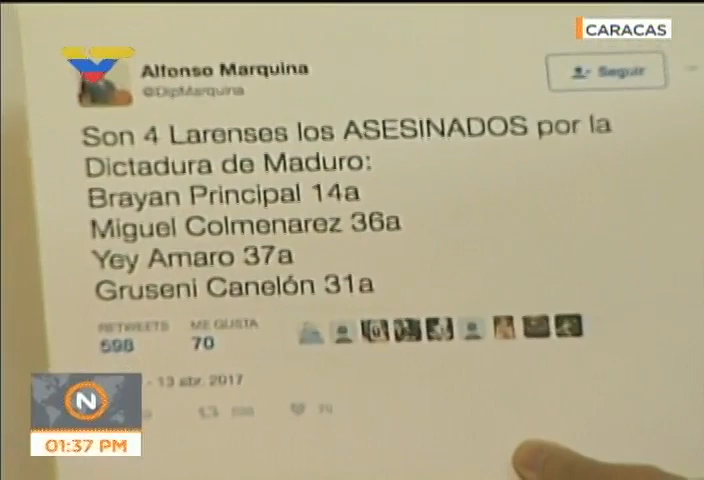 CARACAS
Alfonso Marquina
@DipMarquina
Seguir
Son 4 Larenses los ASESINADOS por la
Dictadura de Maduro:
Brayan Principal 14a
Miguel Colmenarez 36a
Yey Amaro 37a
Gruseni Canelón 31a
RETWEETS ME GUSTA
598 70
- 13 abr. 2017
N
01:37 PM